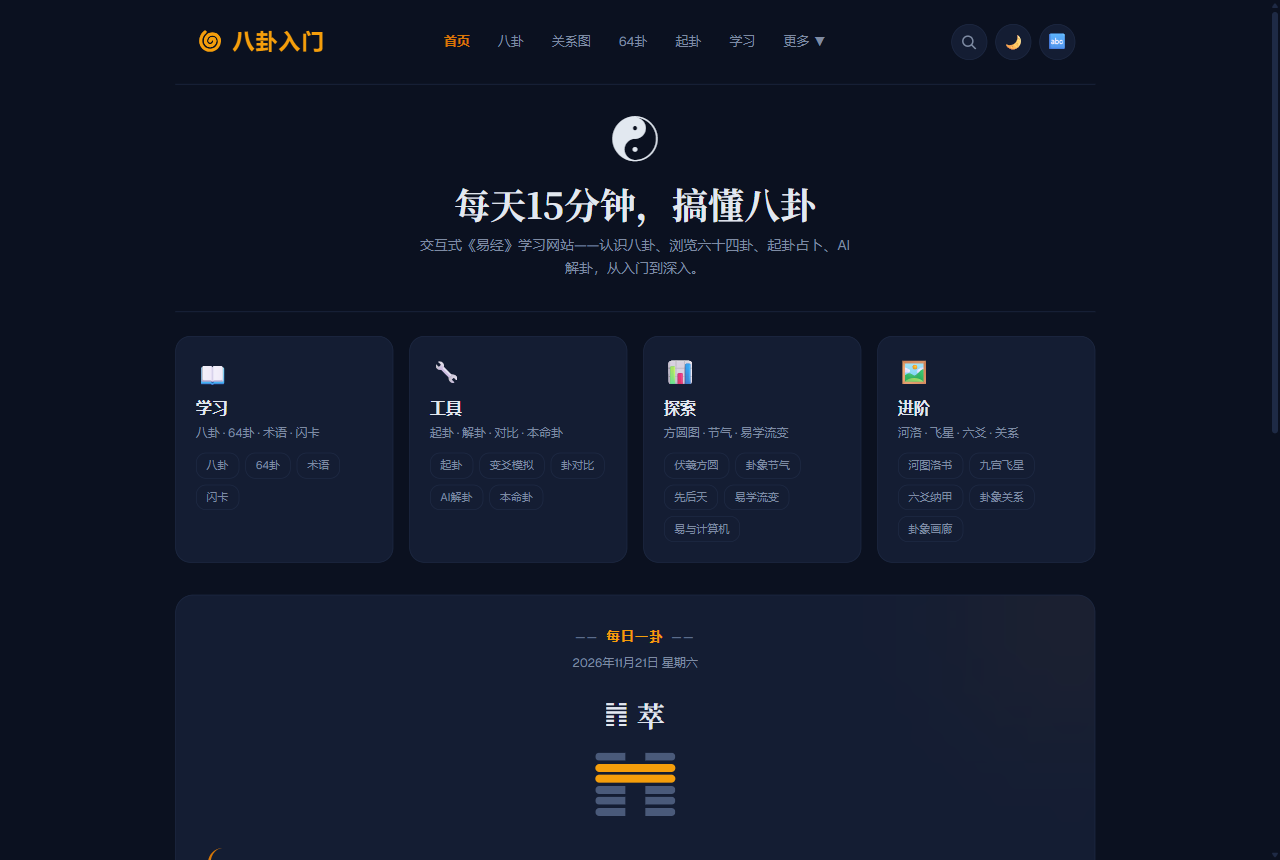 八卦入门
首页 八卦 关系图 64卦 起卦 学习 更多 ▼
abc
每天15分钟，搞懂八卦
交互式《易经》学习网站——认识八卦、浏览六十四卦、起卦占卜、AI
解卦，从入门到深入。
学习
八卦 · 64卦 · 术语 · 闪卡
八卦 64卦 术语
闪卡
工具
起卦 · 解卦 · 对比 · 本命卦
起卦 变爻模拟 卦对比
AI解卦 本命卦
探索
方圆图 · 节气 · 易学流变
伏羲方圆 卦象节气
先后天 易学流变
易与计算机
进阶
河洛 · 飞星 · 六爻 · 关系
河图洛书 九宫飞星
六爻纳甲 卦象关系
卦象画廊
—— 每日一卦 ——
2026年11月21日 星期六
䷬ 萃